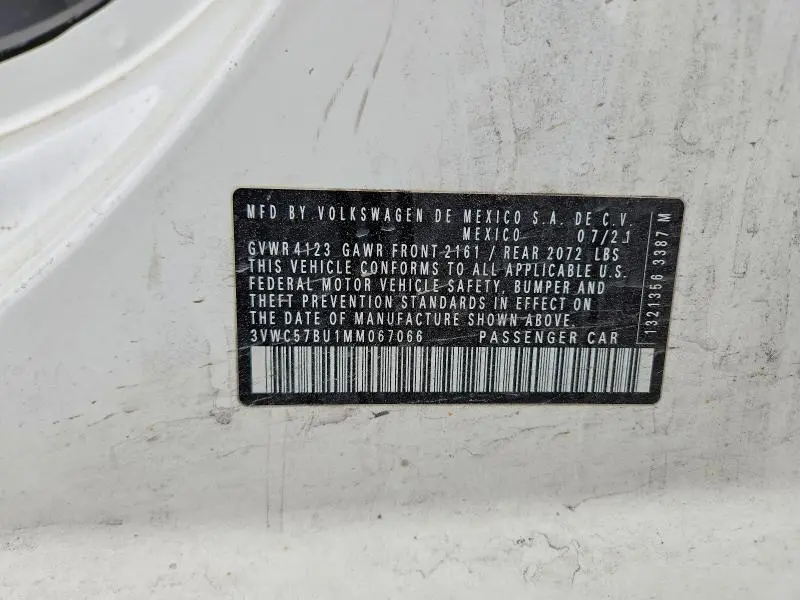 MFD BY VOLKSWAGEN DE MEXICO S.A. DE C.V.
MEXICO 07/21
GVWR 4123 GAWR FRONT 2161 / REAR 2072 LBS
THIS VEHICLE CONFORMS TO ALL APPLICABLE U.S.
FEDERAL MOTOR VEHICLE SAFETY, BUMPER AND
THEFT PREVENTION STANDARDS IN EFFECT ON
THE DATE OF MANUFACTURE SHOWN ABOVE.
3VWC57BU1MM067066 PASSENGER CAR
1321356 3387 M